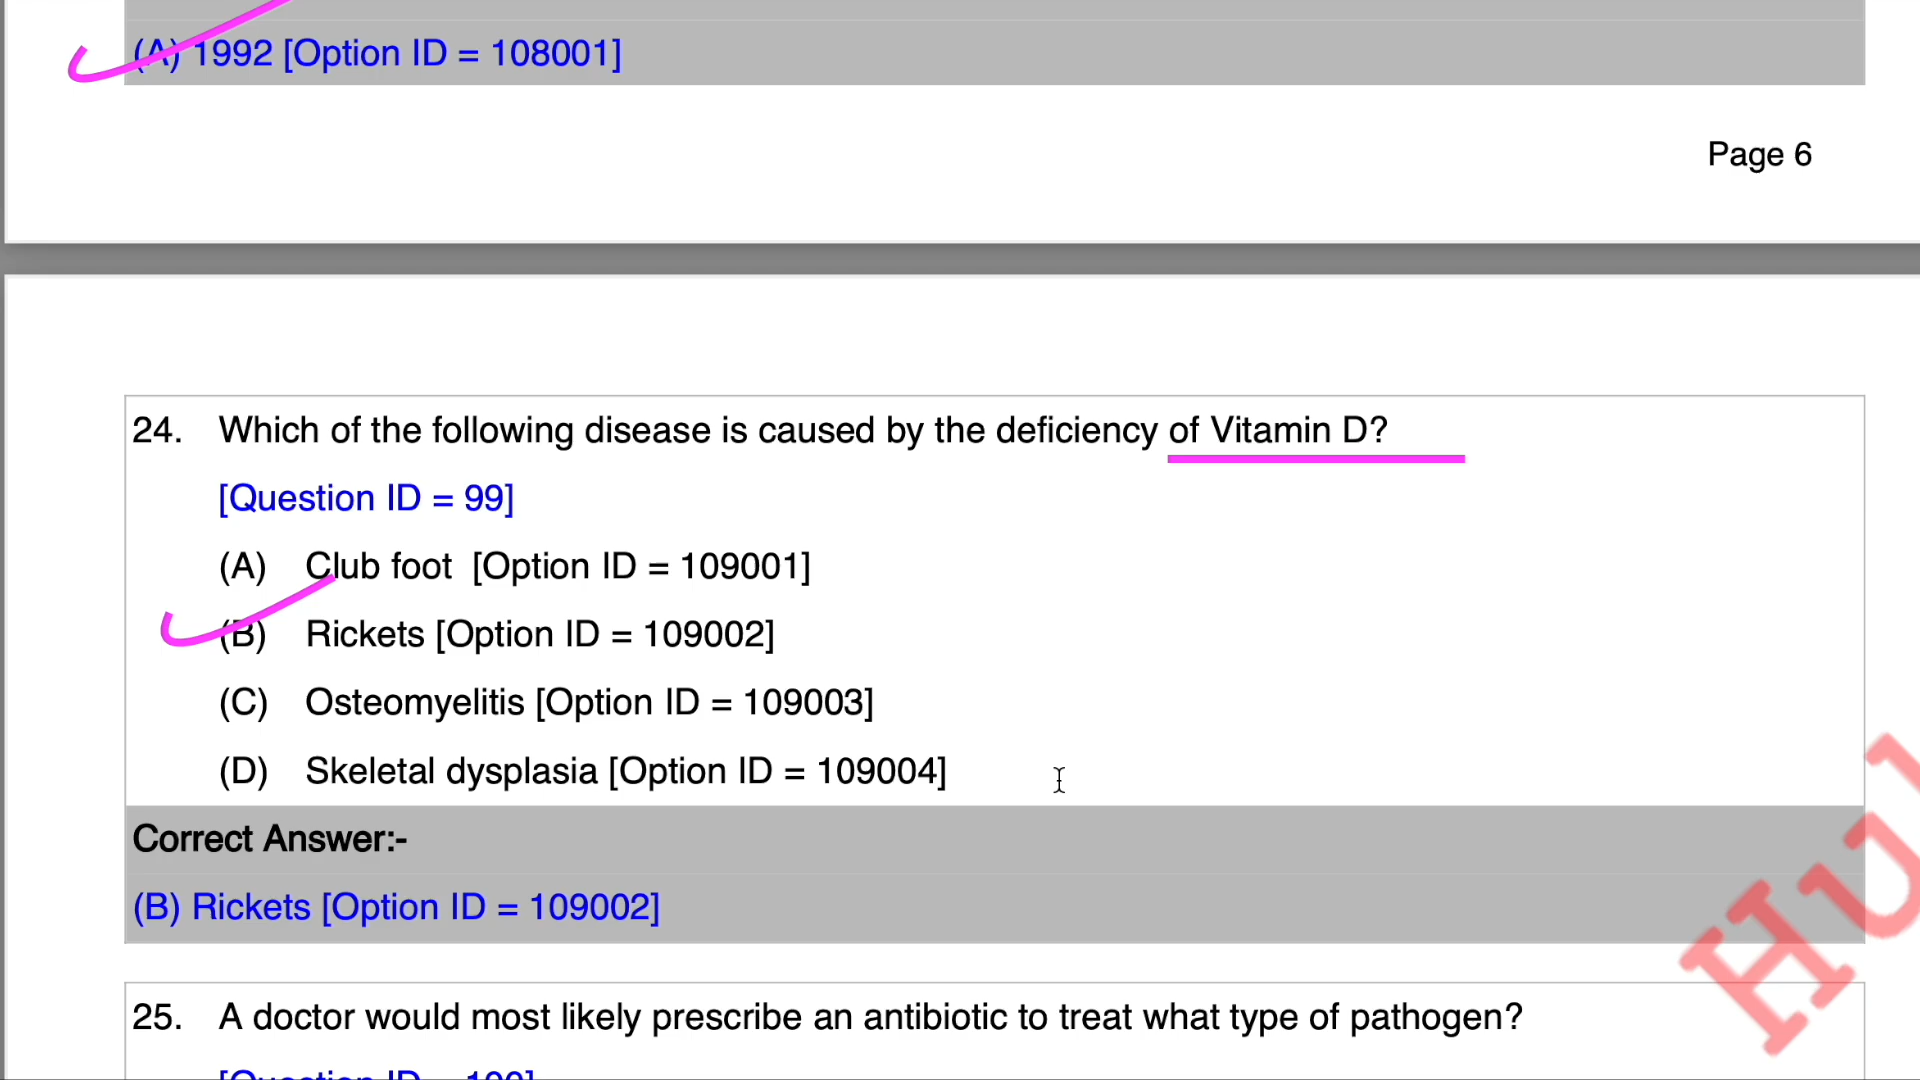 (A) 1992 [Option ID = 108001]
Page 6
24. Which of the following disease is caused by the deficiency of Vitamin D?
[Question ID = 99]
(A) Club foot [Option ID = 109001]
(B) Rickets [Option ID = 109002]
(C) Osteomyelitis [Option ID = 109003]
(D) Skeletal dysplasia [Option ID = 109004]
Correct Answer:-
(B) Rickets [Option ID = 109002]
25. A doctor would most likely prescribe an antibiotic to treat what type of pathogen?
[Question ID = 100]